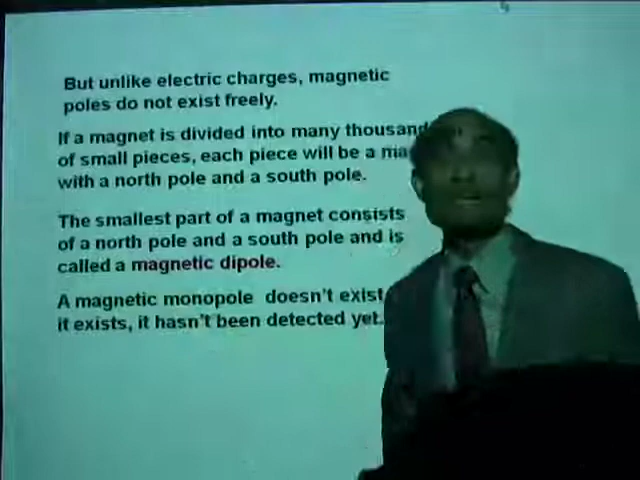 But unlike electric charges, magnetic
poles do not exist freely.
If a magnet is divided into many thousand
of small pieces, each piece will be a
with a north pole and a south pole.
The smallest part of a magnet consists
of a north pole and a south pole and is
called a magnetic dipole.
A magnetic monopole doesn't exist
it exists, it hasn't been detected yet.